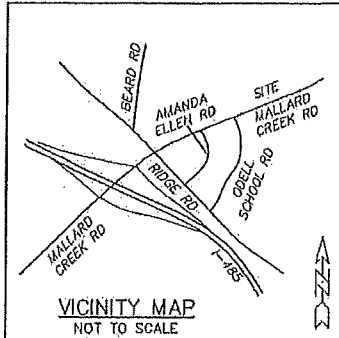 BEARD RD
AMANDA
ELLEN RD
SITE
MALLARD
CREEK RD
RIDGE RD
ODELL
SCHOOL RD
MALLARD
CREEK RD
I-485
VICINITY MAP
NOT TO SCALE
N